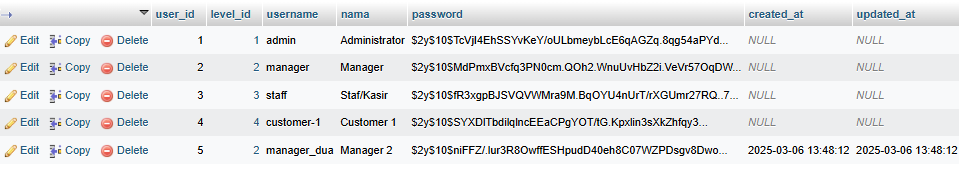 user_id level_id username nama password created_at updated_at
Edit Copy Delete 1 1 admin Administrator $2y$10$TcVjI4EhSSYvKeY/oULbmeybLcE6qAGZq.8qg54aPYd... NULL NULL
Edit Copy Delete 2 2 manager Manager $2y$10$MdPmxBVcfq3PN0cm.QOh2.WnuUvHbZ2i.VeVr57OqDW... NULL NULL
Edit Copy Delete 3 3 staff Staf/Kasir $2y$10$fR3xgpBJSVQVWMra9M.BqOYU4nUrT/rXGUmr27RQ..7... NULL NULL
Edit Copy Delete 4 4 customer-1 Customer 1 $2y$10$SYXDlTbdilqIncEEaCPgYOT/tG.Kpxlin3sXkZhfqy3... NULL NULL
Edit Copy Delete 5 2 manager_dua Manager 2 $2y$10$niFFZ/.Iur3R8OwffESHpudD40eh8C07WZPDsgv8Dwo... 2025-03-06 13:48:12 2025-03-06 13:48:12